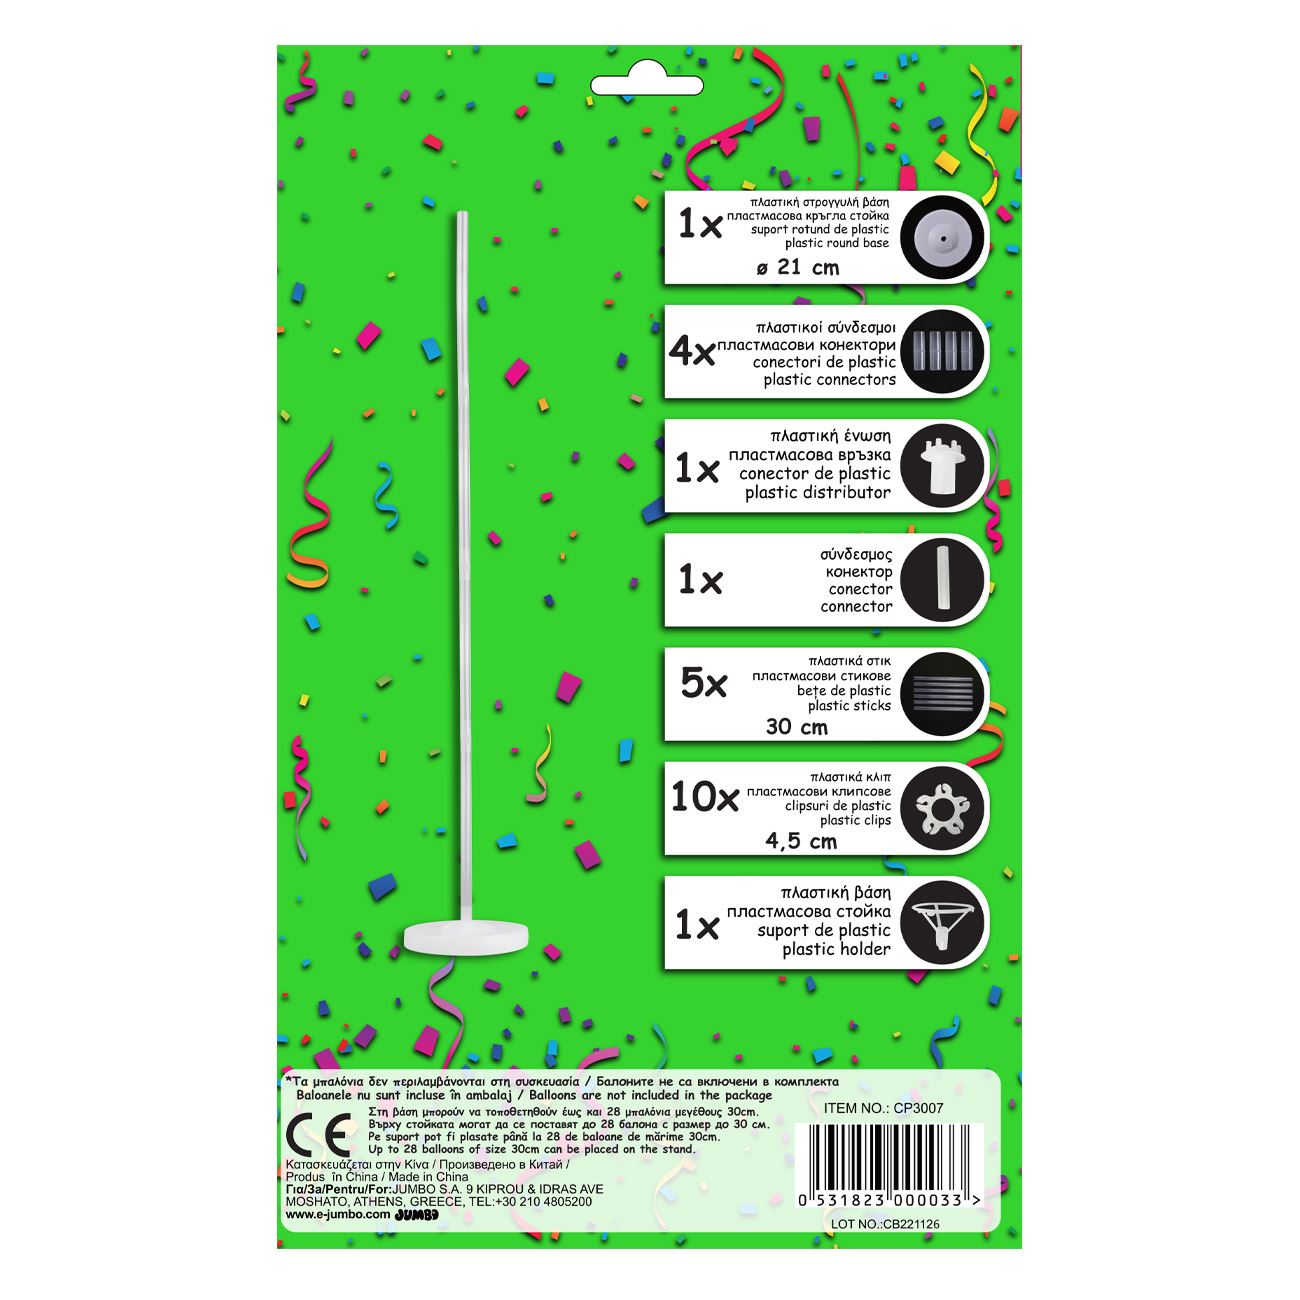 1x
πλαστική στρογγυλή βάση
пластмасова кръгла стойка
suport rotund de plastic
plastic round base
ø 21 cm
4x
πλαστικοί σύνδεσμοι
пластмасови конектори
conectori de plastic
plastic connectors
1x
πλαστική ένωση
пластмасова връзка
conector de plastic
plastic distributor
1x
σύνδεσμος
конектор
conector
connector
5x
πλαστικά στικ
пластмасови стикове
bețe de plastic
plastic sticks
30 cm
10x
πλαστικά κλιπ
пластмасови клипсове
clipsuri de plastic
plastic clips
4,5 cm
1x
πλαστική βάση
пластмасова стойка
suport de plastic
plastic holder
*Τα μπαλόνια δεν περιλαμβάνονται στη συσκευασία / Балоните не са включени в комплекта
Baloanele nu sunt incluse în ambalaj / Balloons are not included in the package
CE
Στη βάση μπορούν να τοποθετηθούν έως και 28 μπαλόνια μεγέθους 30cm.
Върху стойката могат да се поставят до 28 балона с размер до 30 см.
Pe suport pot fi plasate până la 28 de baloane de mărime 30cm.
Up to 28 balloons of size 30cm can be placed on the stand.
Κατασκευάζεται στην Κίνα / Произведено в Китай /
Produs în China / Made in China
Για/За/Pentru/For:JUMBO S.A. 9 KIPROU & IDRAS AVE
MOSHATO, ATHENS, GREECE, TEL:+30 210 4805200
www.e-jumbo.com JUMBO
ITEM NO.: CP3007
0 531823 000033 >
LOT NO.:CB221126